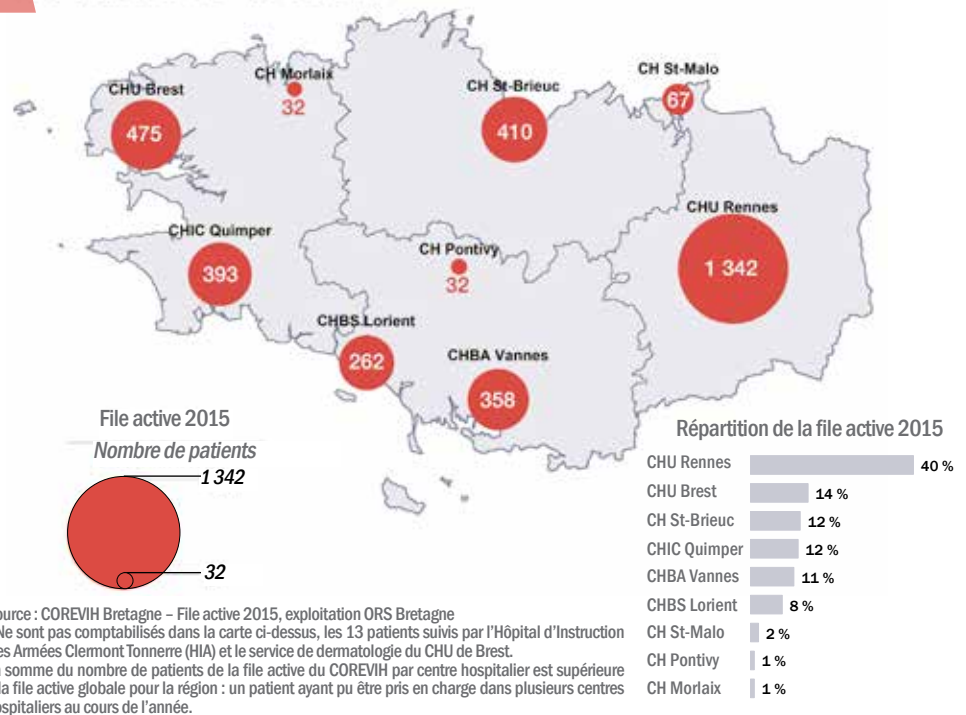 CH Morlaix
32
CHU Brest
475
CH St-Brieuc
410
CH St-Malo
67
CHU Rennes
1 342
CHIC Quimper
393
CH Pontivy
32
CHBS Lorient
262
CHBA Vannes
358
File active 2015
Nombre de patients
1 342
32
Répartition de la file active 2015
CHU Rennes 40 %
CHU Brest 14 %
CH St-Brieuc 12 %
CHIC Quimper 12 %
CHBA Vannes 11 %
CHBS Lorient 8 %
CH St-Malo 2 %
CH Pontivy 1 %
CH Morlaix 1 %
ource : COREVIH Bretagne – File active 2015, exploitation ORS Bretagne
Ne sont pas comptabilisés dans la carte ci-dessus, les 13 patients suivis par l'Hôpital d'Instruction
es Armées Clermont Tonnerre (HIA) et le service de dermatologie du CHU de Brest.
somme du nombre de patients de la file active du COREVIH par centre hospitalier est supérieure
la file active globale pour la région : un patient ayant pu être pris en charge dans plusieurs centres
ospitaliers au cours de l'année.